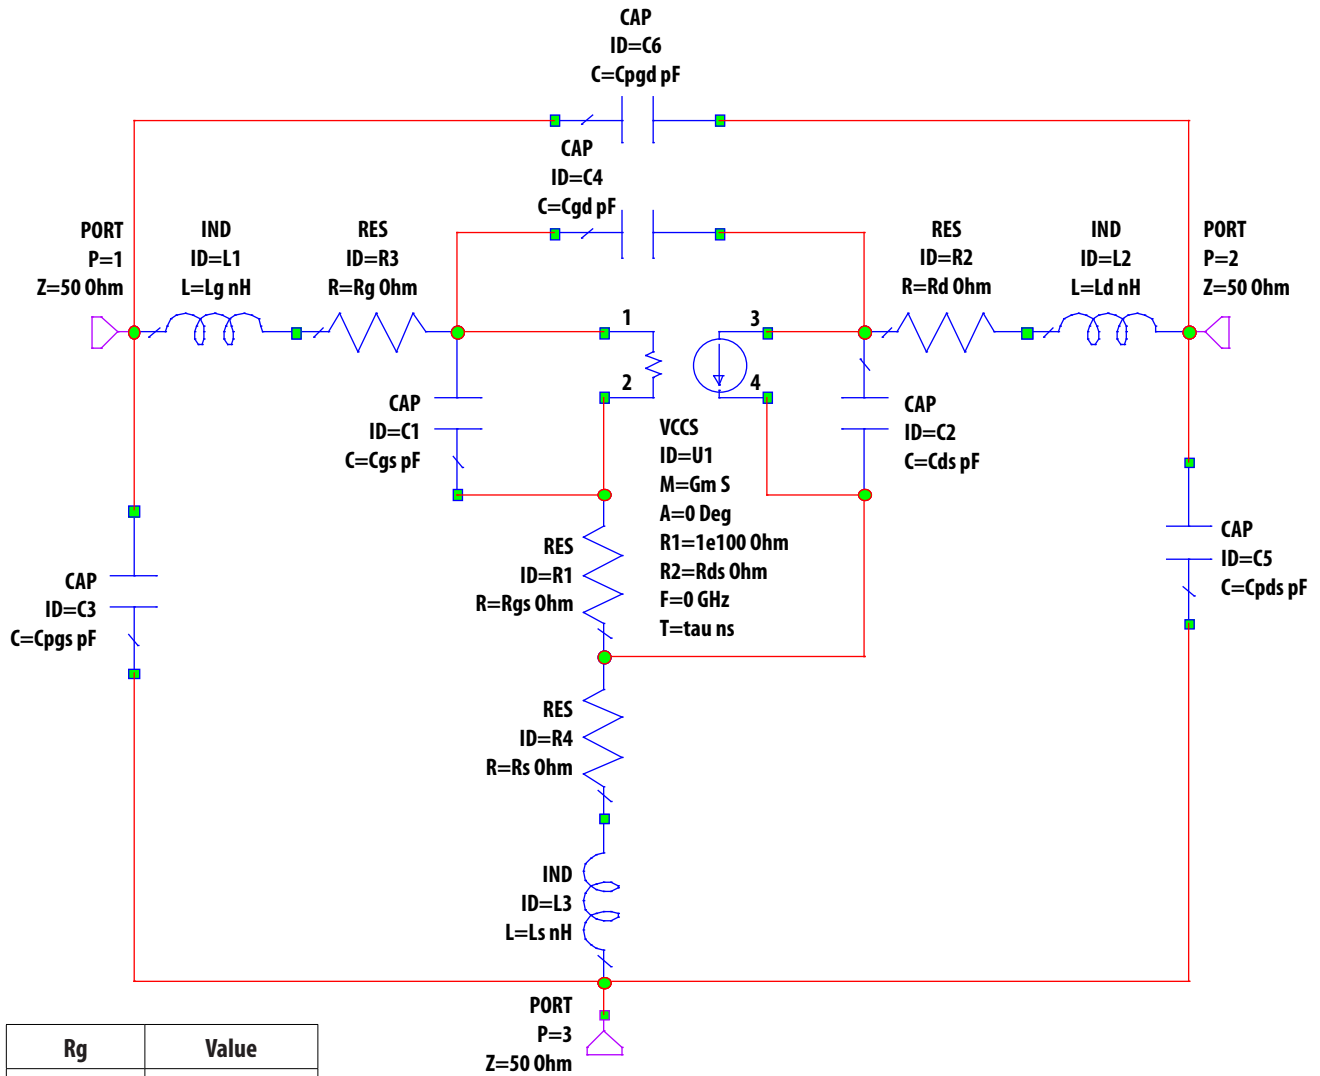 CAP
ID=C6
C=Cpgd pF
CAP
ID=C4
C=Cgd pF
PORT
P=1
Z=50 Ohm
IND
ID=L1
L=Lg nH
RES
ID=R3
R=Rg Ohm
RES
ID=R2
R=Rd Ohm
IND
ID=L2
L=Ld nH
PORT
P=2
Z=50 Ohm
1
2
3
4
CAP
ID=C1
C=Cgs pF
VCCS
ID=U1
M=Gm S
A=0 Deg
R1=1e100 Ohm
R2=Rds Ohm
F=0 GHz
T=tau ns
CAP
ID=C2
C=Cds pF
CAP
ID=C5
C=Cpds pF
RES
ID=R1
R=Rgs Ohm
CAP
ID=C3
C=Cpgs pF
RES
ID=R4
R=Rs Ohm
IND
ID=L3
L=Ls nH
PORT
P=3
Z=50 Ohm
Rg Value